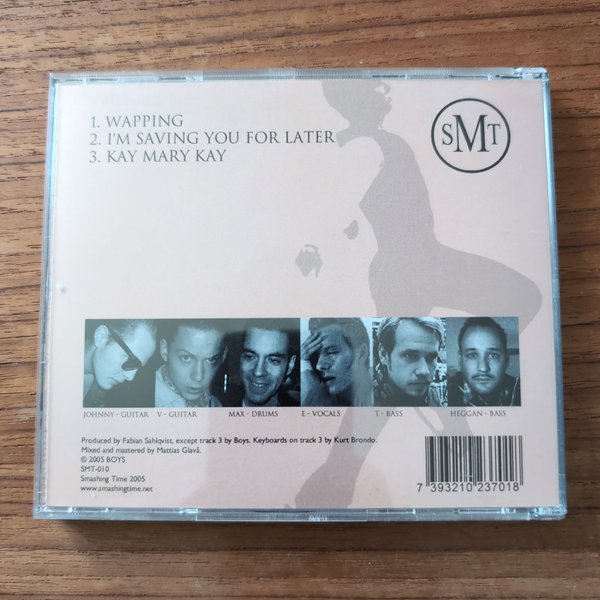 1. WAPPING
2. I'M SAVING YOU FOR LATER
3. KAY MARY KAY
SMT
JOHNNY - GUITAR V - GUITAR MAX - DRUMS E - VOCALS T - BASS HEGGAN - BASS
Produced by Fabian Sahlqvist, except track 3 by Boys. Keyboards on track 3 by Kurt Brondo.
Mixed and mastered by Mattias Glavå.
© 2005 BOYS
SMT-010
Smashing Time 2005
www.smashingtime.net
7 393210 237018